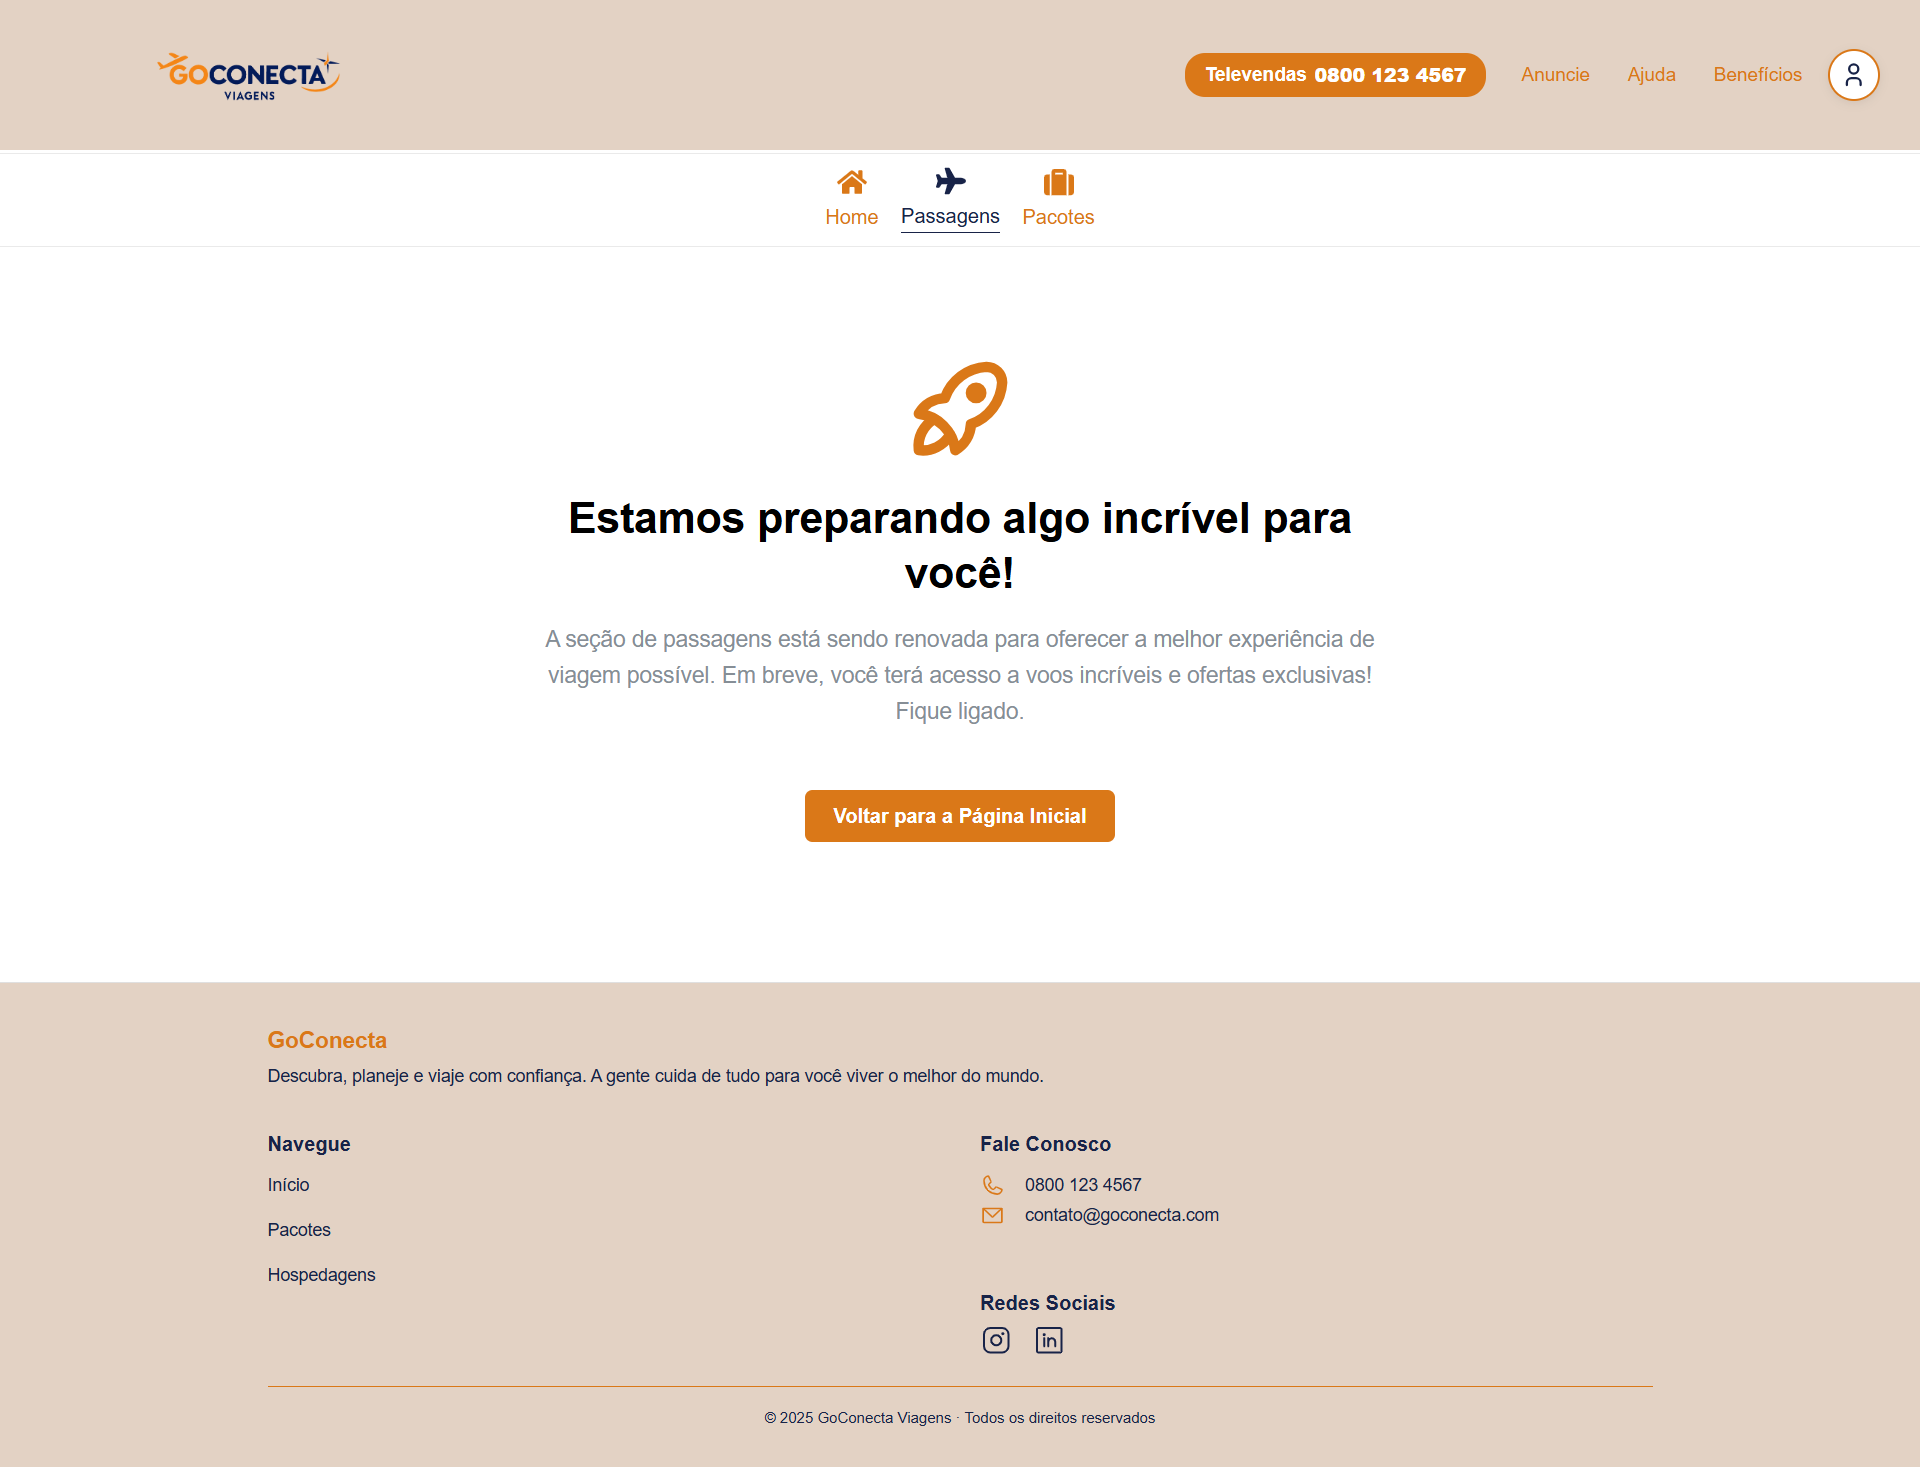 GOCONECTA
VIAGENS
Televendas 0800 123 4567
Anuncie
Ajuda
Benefícios
Home
Passagens
Pacotes
Estamos preparando algo incrível para
você!
A seção de passagens está sendo renovada para oferecer a melhor experiência de
viagem possível. Em breve, você terá acesso a voos incríveis e ofertas exclusivas!
Fique ligado.
Voltar para a Página Inicial
GoConecta
Descubra, planeje e viaje com confiança. A gente cuida de tudo para você viver o melhor do mundo.
Navegue
Início
Pacotes
Hospedagens
Fale Conosco
0800 123 4567
contato@goconecta.com
Redes Sociais
in
© 2025 GoConecta Viagens · Todos os direitos reservados